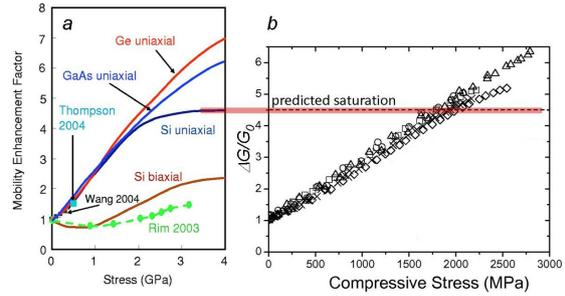 a
8
7
6
5
4
3
2
1
0
Mobility Enhancement Factor
Ge uniaxial
GaAs uniaxial
Thompson
2004
Si uniaxial
Si biaxial
Wang 2004
Rim 2003
0 1 2 3 4
Stress (GPa)
b
6
5
4
3
2
1
0
ΔG/G0
predicted saturation
0 500 1000 1500 2000 2500 3000
Compressive Stress (MPa)